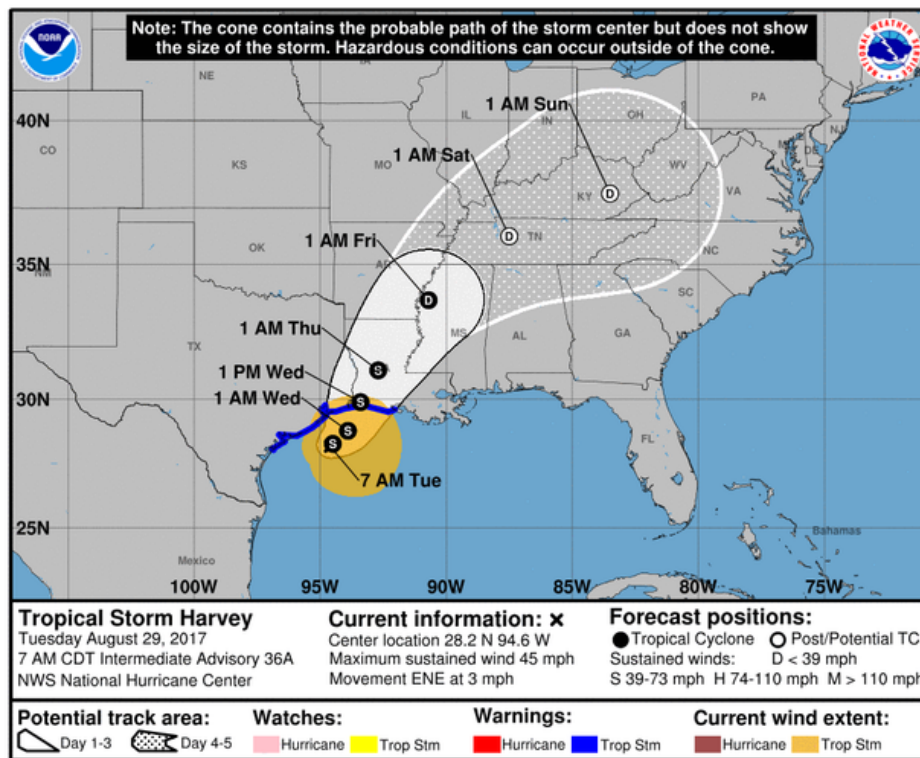 Note: The cone contains the probable path of the storm center but does not show
the size of the storm. Hazardous conditions can occur outside of the cone.
NOAA
NATIONAL WEATHER SERVICE
NE
IL
IN
OH
PA
NJ
DE
40N
CO
KS
MO
KY
WV
VA
1 AM Sun
1 AM Sat
1 AM Fri
1 AM Thu
1 PM Wed
1 AM Wed
7 AM Tue
D
D
D
S
S
S
S
35N
NM
OK
AR
TN
NC
SC
TX
MS
AL
GA
30N
FL
25N
Mexico
Bahamas
100W 95W 90W 85W 80W 75W
Tropical Storm Harvey
Tuesday August 29, 2017
7 AM CDT Intermediate Advisory 36A
NWS National Hurricane Center
Current information: x
Center location 28.2 N 94.6 W
Maximum sustained wind 45 mph
Movement ENE at 3 mph
Forecast positions:
Tropical Cyclone Post/Potential TC
Sustained winds: D < 39 mph
S 39-73 mph H 74-110 mph M > 110 mph
Potential track area:
Day 1-3 Day 4-5
Watches:
Hurricane Trop Stm
Warnings:
Hurricane Trop Stm
Current wind extent:
Hurricane Trop Stm